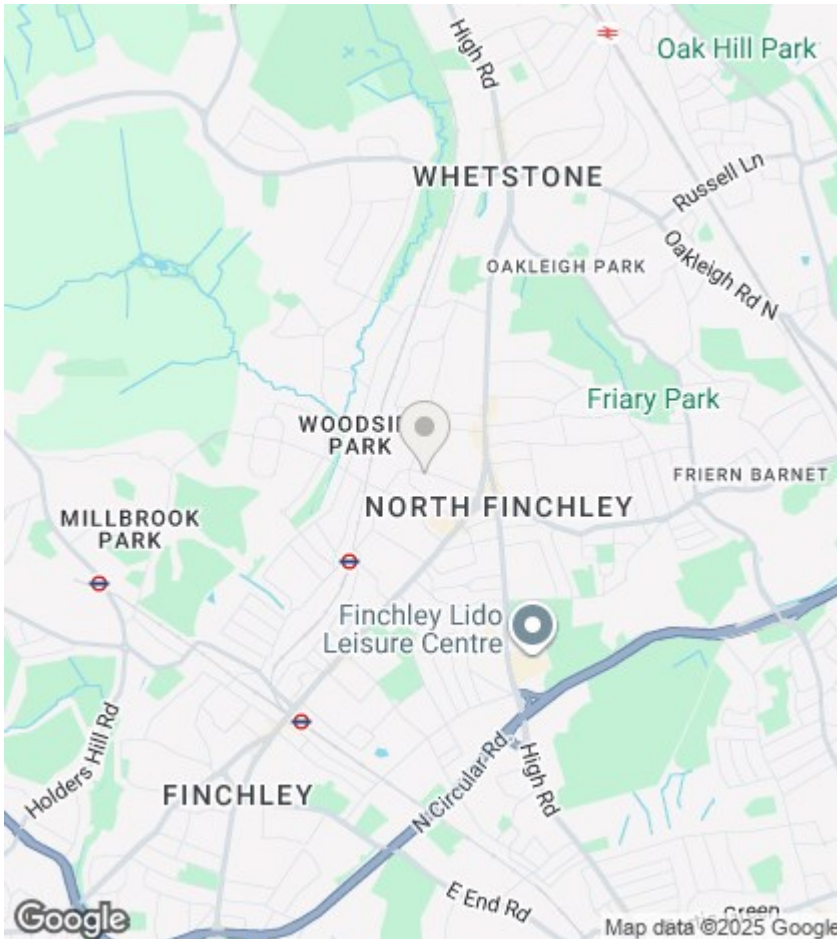 High Rd
Oak Hill Park
WHETSTONE
Russell Ln
OAKLEIGH PARK
Oakleigh Rd N
Friary Park
WOODSI
PARK
FRIERN BARNET
NORTH FINCHLEY
MILLBROOK
PARK
Finchley Lido
Leisure Centre
Holders Hill Rd
N Circular Rd
High Rd
FINCHLEY
E End Rd
Green
Google
Map data ©2025 Google